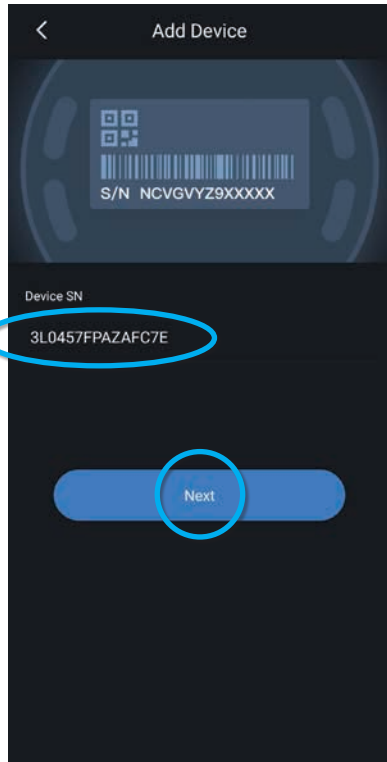 Add Device
S/N NCVGVYZ9XXXXX
Device SN
3L0457FPAZAFC7E
Next